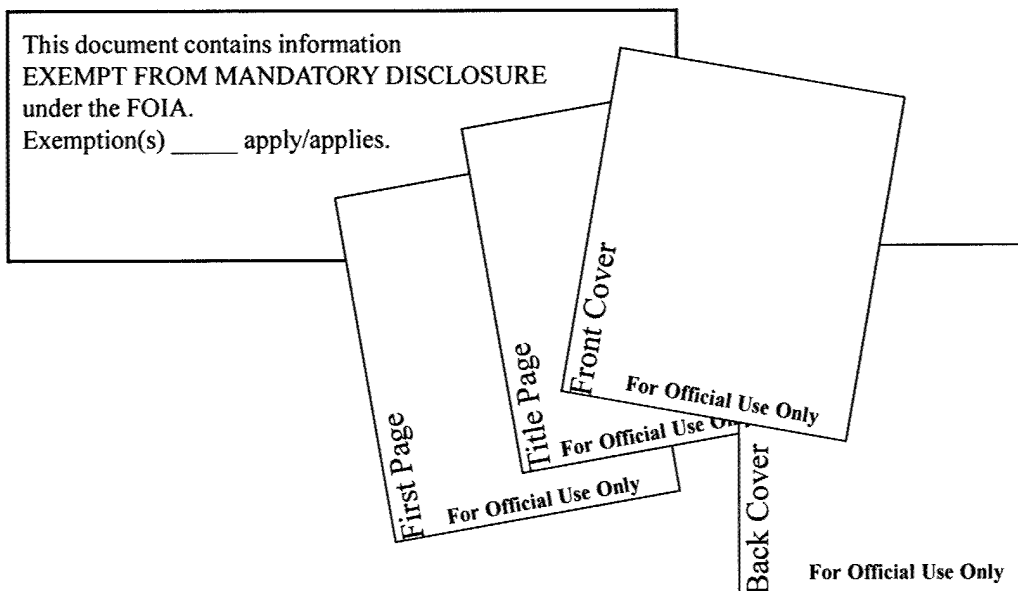 This document contains information
EXEMPT FROM MANDATORY DISCLOSURE
under the FOIA.
Exemption(s) _____ apply/applies.
First Page
For Official Use Only
Title Page
For Official Use
Front Cover
For Official Use Only
Back Cover
For Official Use Only